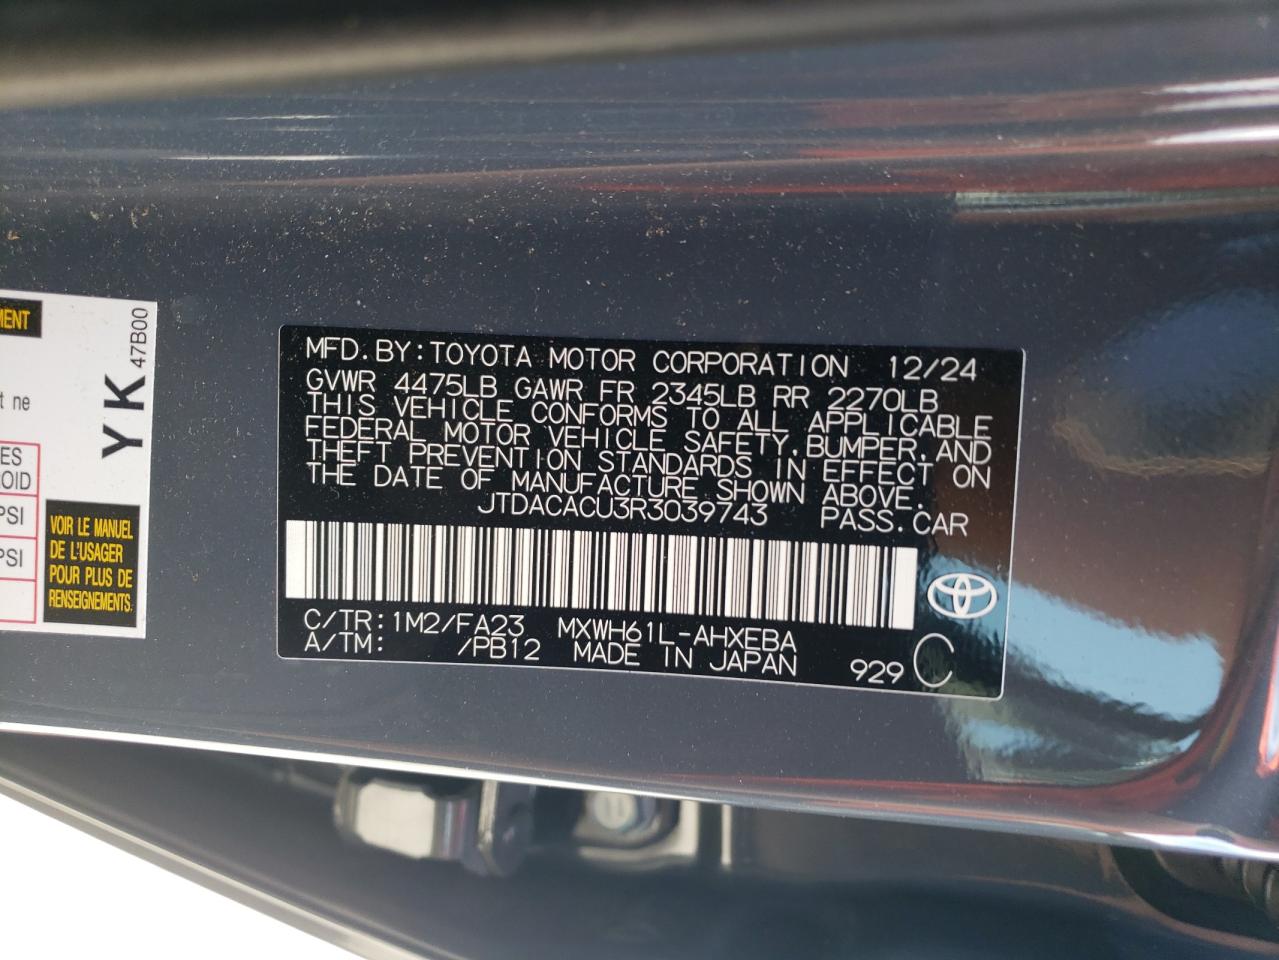 MENT
47B00
YK
t ne
ES
OID
PSI
PSI
VOIR LE MANUEL
DE L'USAGER
POUR PLUS DE
RENSEIGNEMENTS.
MFD.BY:TOYOTA MOTOR CORPORATION 12/24
GVWR 4475LB GAWR FR 2345LB RR 2270LB
THIS VEHICLE CONFORMS TO ALL APPLICABLE
FEDERAL MOTOR VEHICLE SAFETY,BUMPER,AND
THEFT PREVENTION STANDARDS IN EFFECT ON
THE DATE OF MANUFACTURE SHOWN ABOVE.
JTDACACU3R3039743 PASS.CAR
C/TR:1M2/FA23 MXWH61L-AHXEBA
A/TM: /PB12 MADE IN JAPAN 929 C